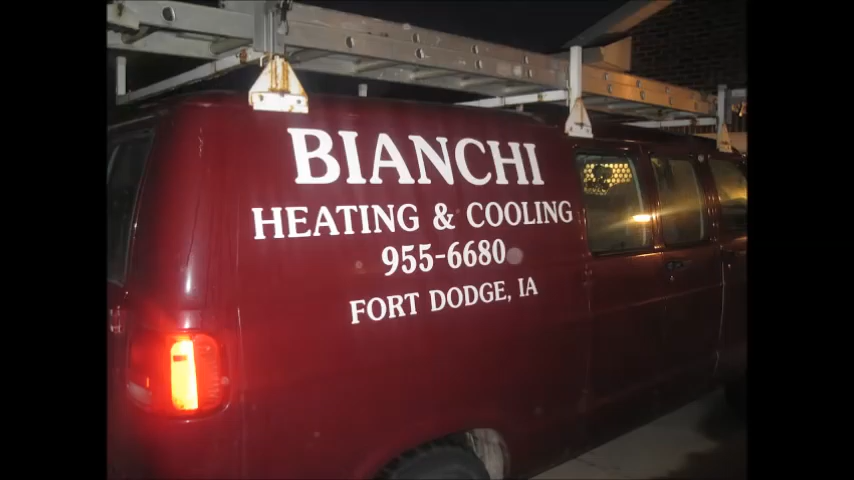 BIANCHI
HEATING & COOLING
955-6680
FORT DODGE, IA